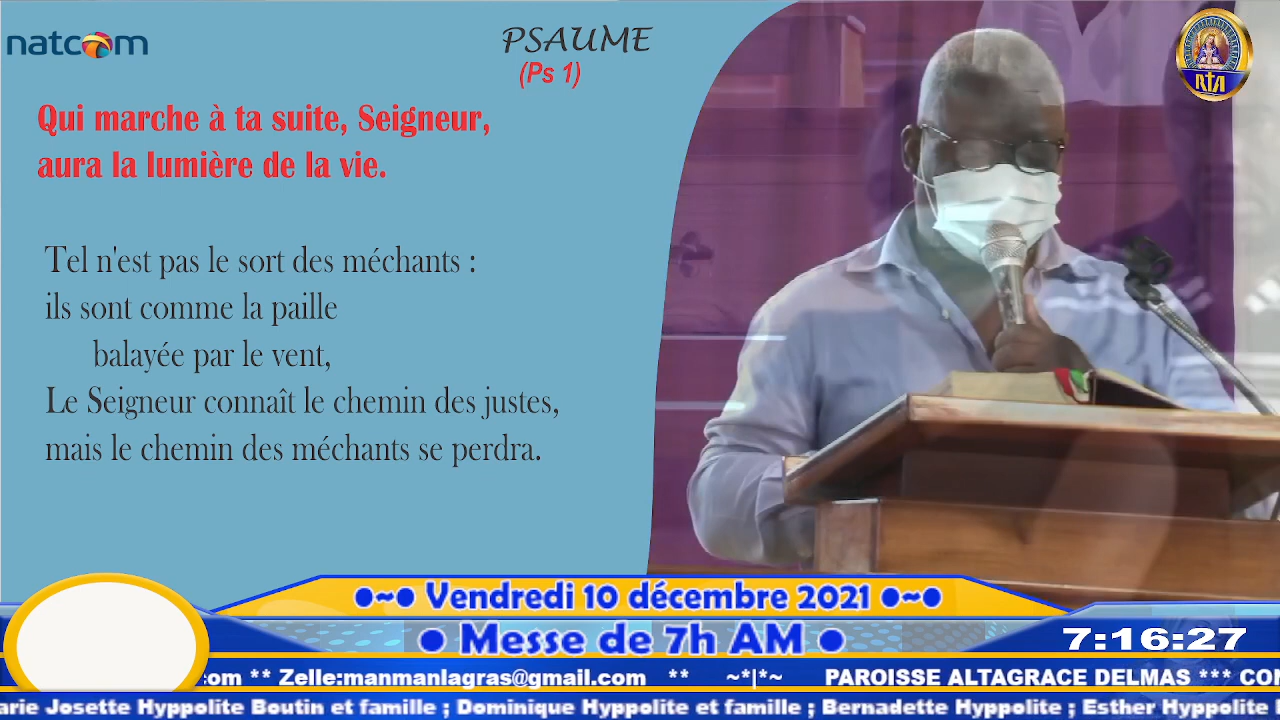 natcom
PSAUME
(Ps 1)
RTA
Qui marche à ta suite, Seigneur,
aura la lumière de la vie.
Tel n'est pas le sort des méchants :
ils sont comme la paille
balayée par le vent,
Le Seigneur connaît le chemin des justes,
mais le chemin des méchants se perdra.
●~● Vendredi 10 décembre 2021 ●~●
● Messe de 7h AM ●
7:16:27
com ** Zelle:manmanlagras@gmail.com ** ~*|*~ PAROISSE ALTAGRACE DELMAS *** CON
arie Josette Hyppolite Boutin et famille ; Dominique Hyppolite et famille ; Bernadette Hyppolite ; Esther Hyppolite